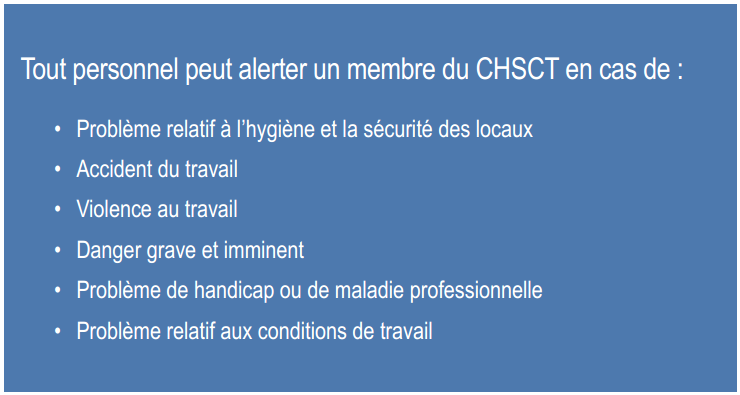 Tout personnel peut alerter un membre du CHSCT en cas de :
• Problème relatif à l’hygiène et la sécurité des locaux
• Accident du travail
• Violence au travail
• Danger grave et imminent
• Problème de handicap ou de maladie professionnelle
• Problème relatif aux conditions de travail